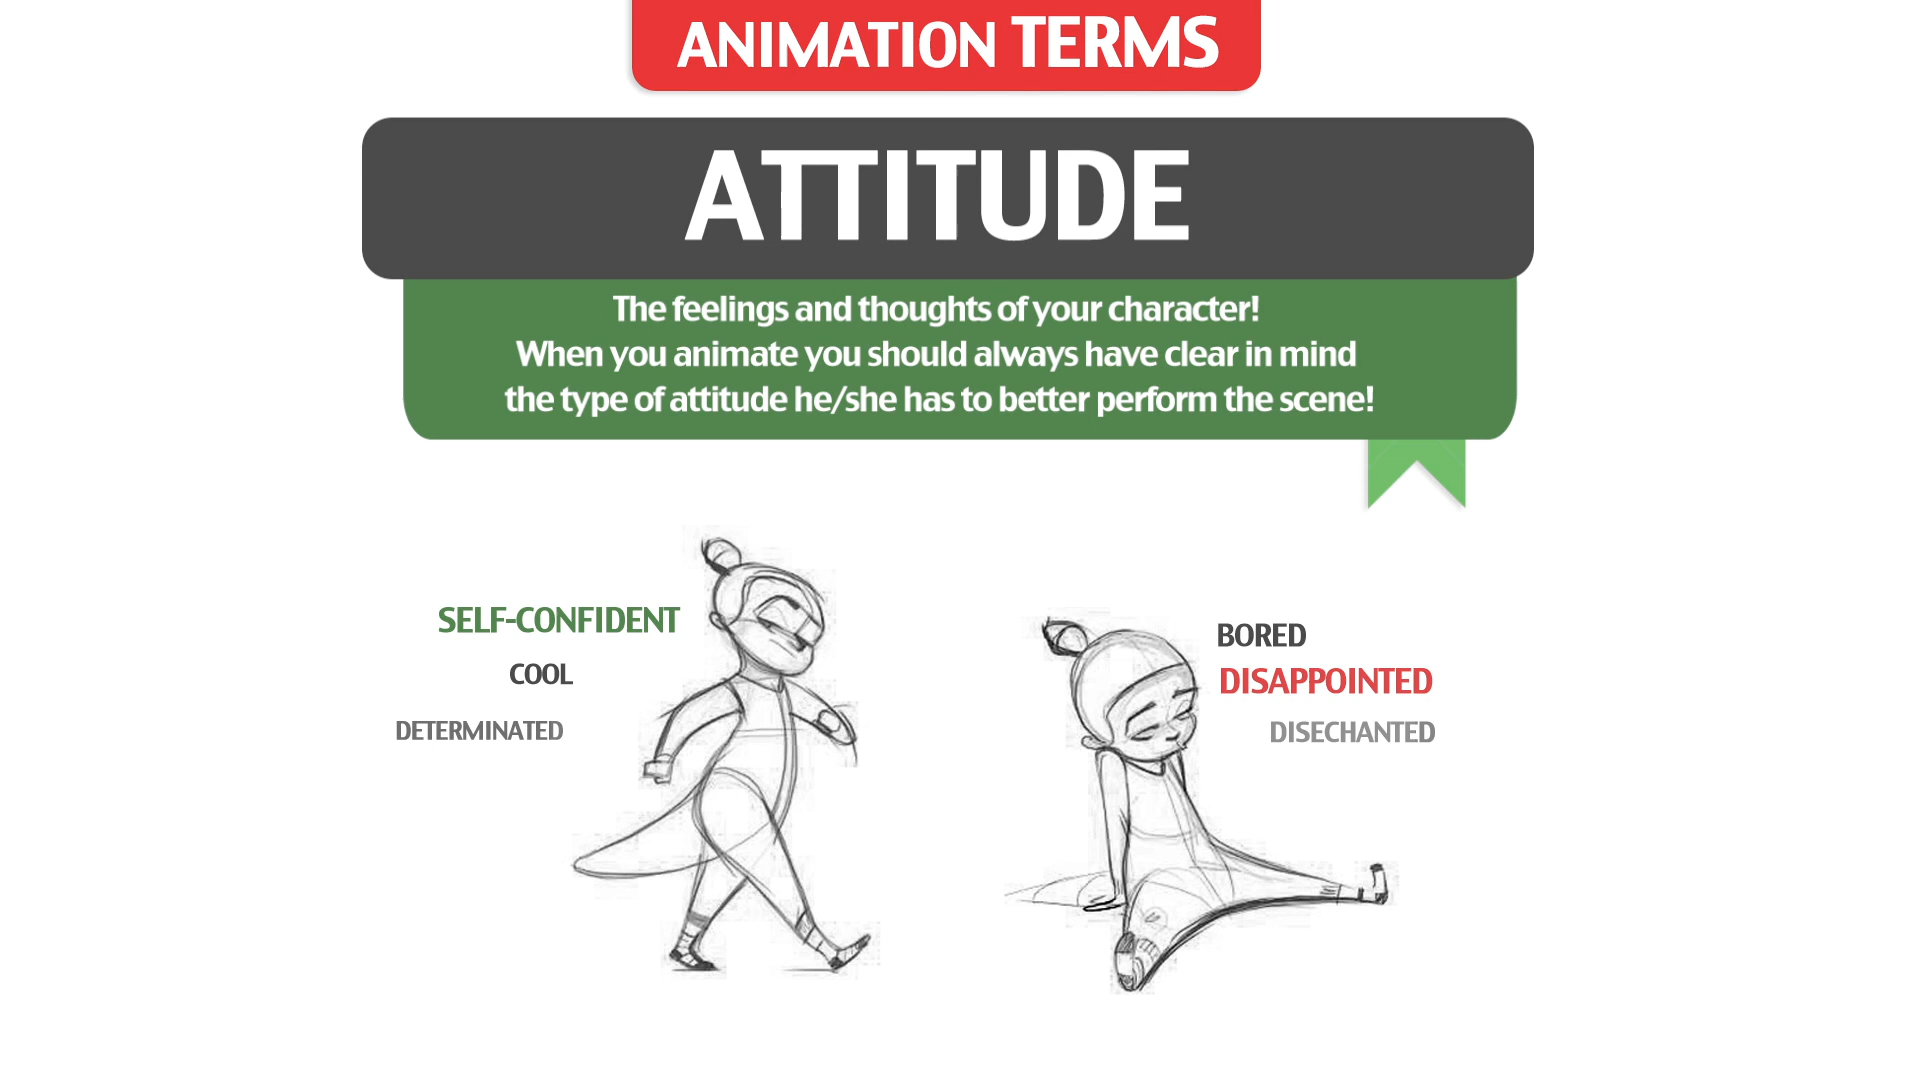 ANIMATION TERMS
ATTITUDE
The feelings and thoughts of your character!
When you animate you should always have clear in mind
the type of attitude he/she has to better perform the scene!
SELF-CONFIDENT
COOL
DETERMINATED
BORED
DISAPPOINTED
DISECHANTED